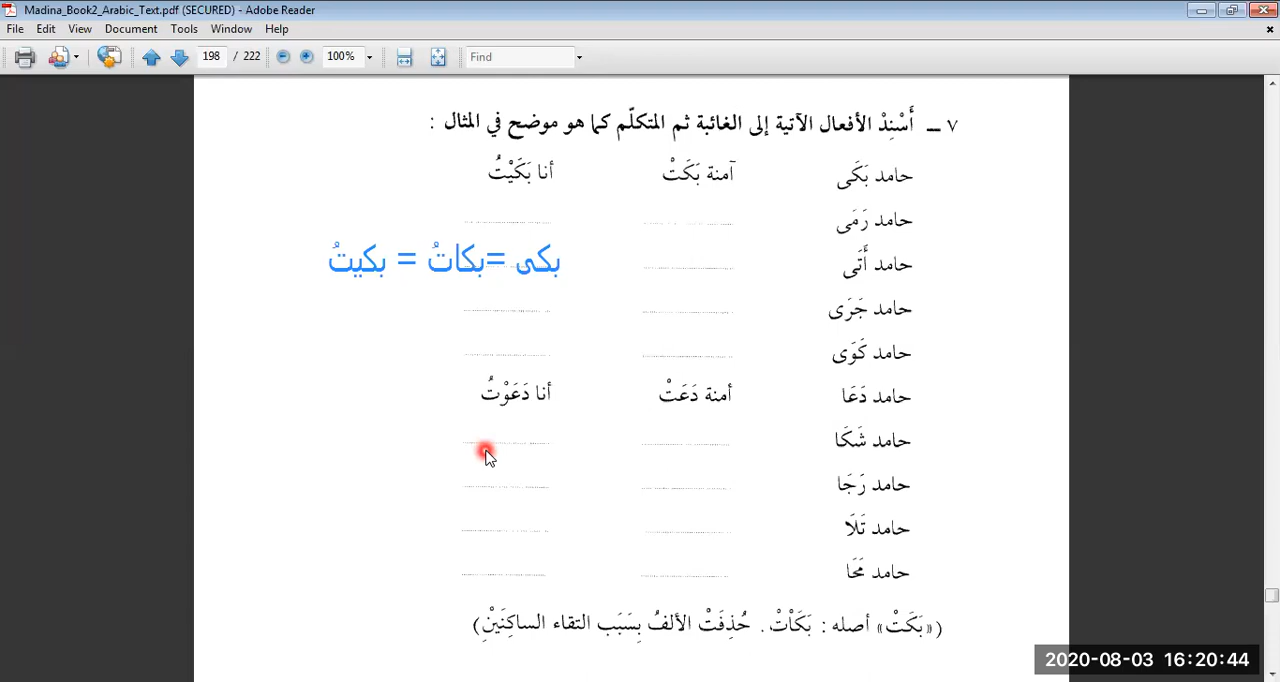 Madina_Book2_Arabic_Text.pdf (SECURED) - Adobe Reader
File Edit View Document Tools Window Help
198 / 222 100% Find
٧ ــ أَسْنِدْ الأفعال الآتية إلى الغائبة ثم المتكلّم كما هو موضح في المثال :
حامد بَكَى آمنة بَكَتْ أنا بَكَيْتُ
حامد رَمَى
حامد أَتَى
بكى =بكاتُ = بكيتُ
حامد جَرَى
حامد كَوَى
حامد دَعَا أمنة دَعَتْ أنا دَعَوْتُ
حامد شَكَا
حامد رَجَا
حامد تَلَا
حامد مَحَا
(«بَكَتْ» أصله : بَكَاْتْ. حُذِفَتْ الألفُ بِسَبَب التقاء الساكِنَيْنِ)
2020-08-03 16:20:44